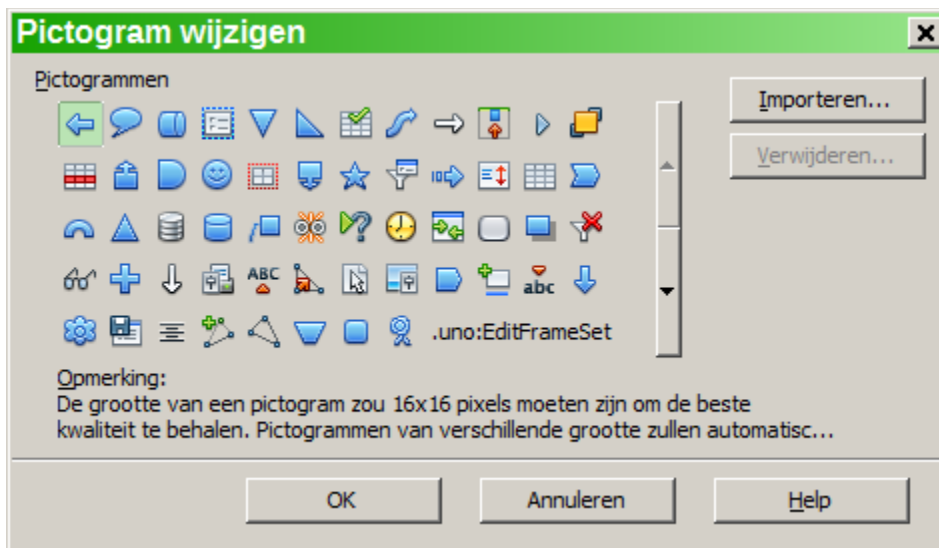 Pictogram wijzigen
Pictogrammen
Importeren...
Verwijderen...
101
ABC
abc
.uno:EditFrameSet
Opmerking:
De grootte van een pictogram zou 16x16 pixels moeten zijn om de beste
kwaliteit te behalen. Pictogrammen van verschillende grootte zullen automatisc...
OK
Annuleren
Help